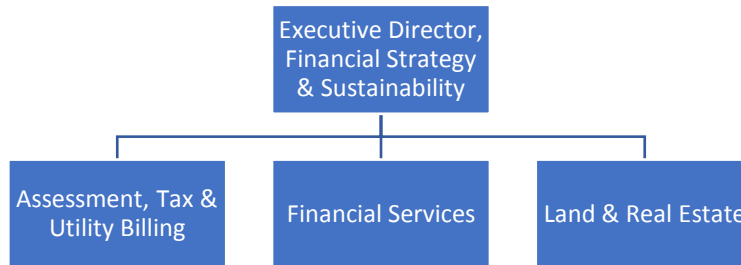 Executive Director,
Financial Strategy
& Sustainability
Assessment, Tax &
Utility Billing
Financial Services
Land & Real Estate